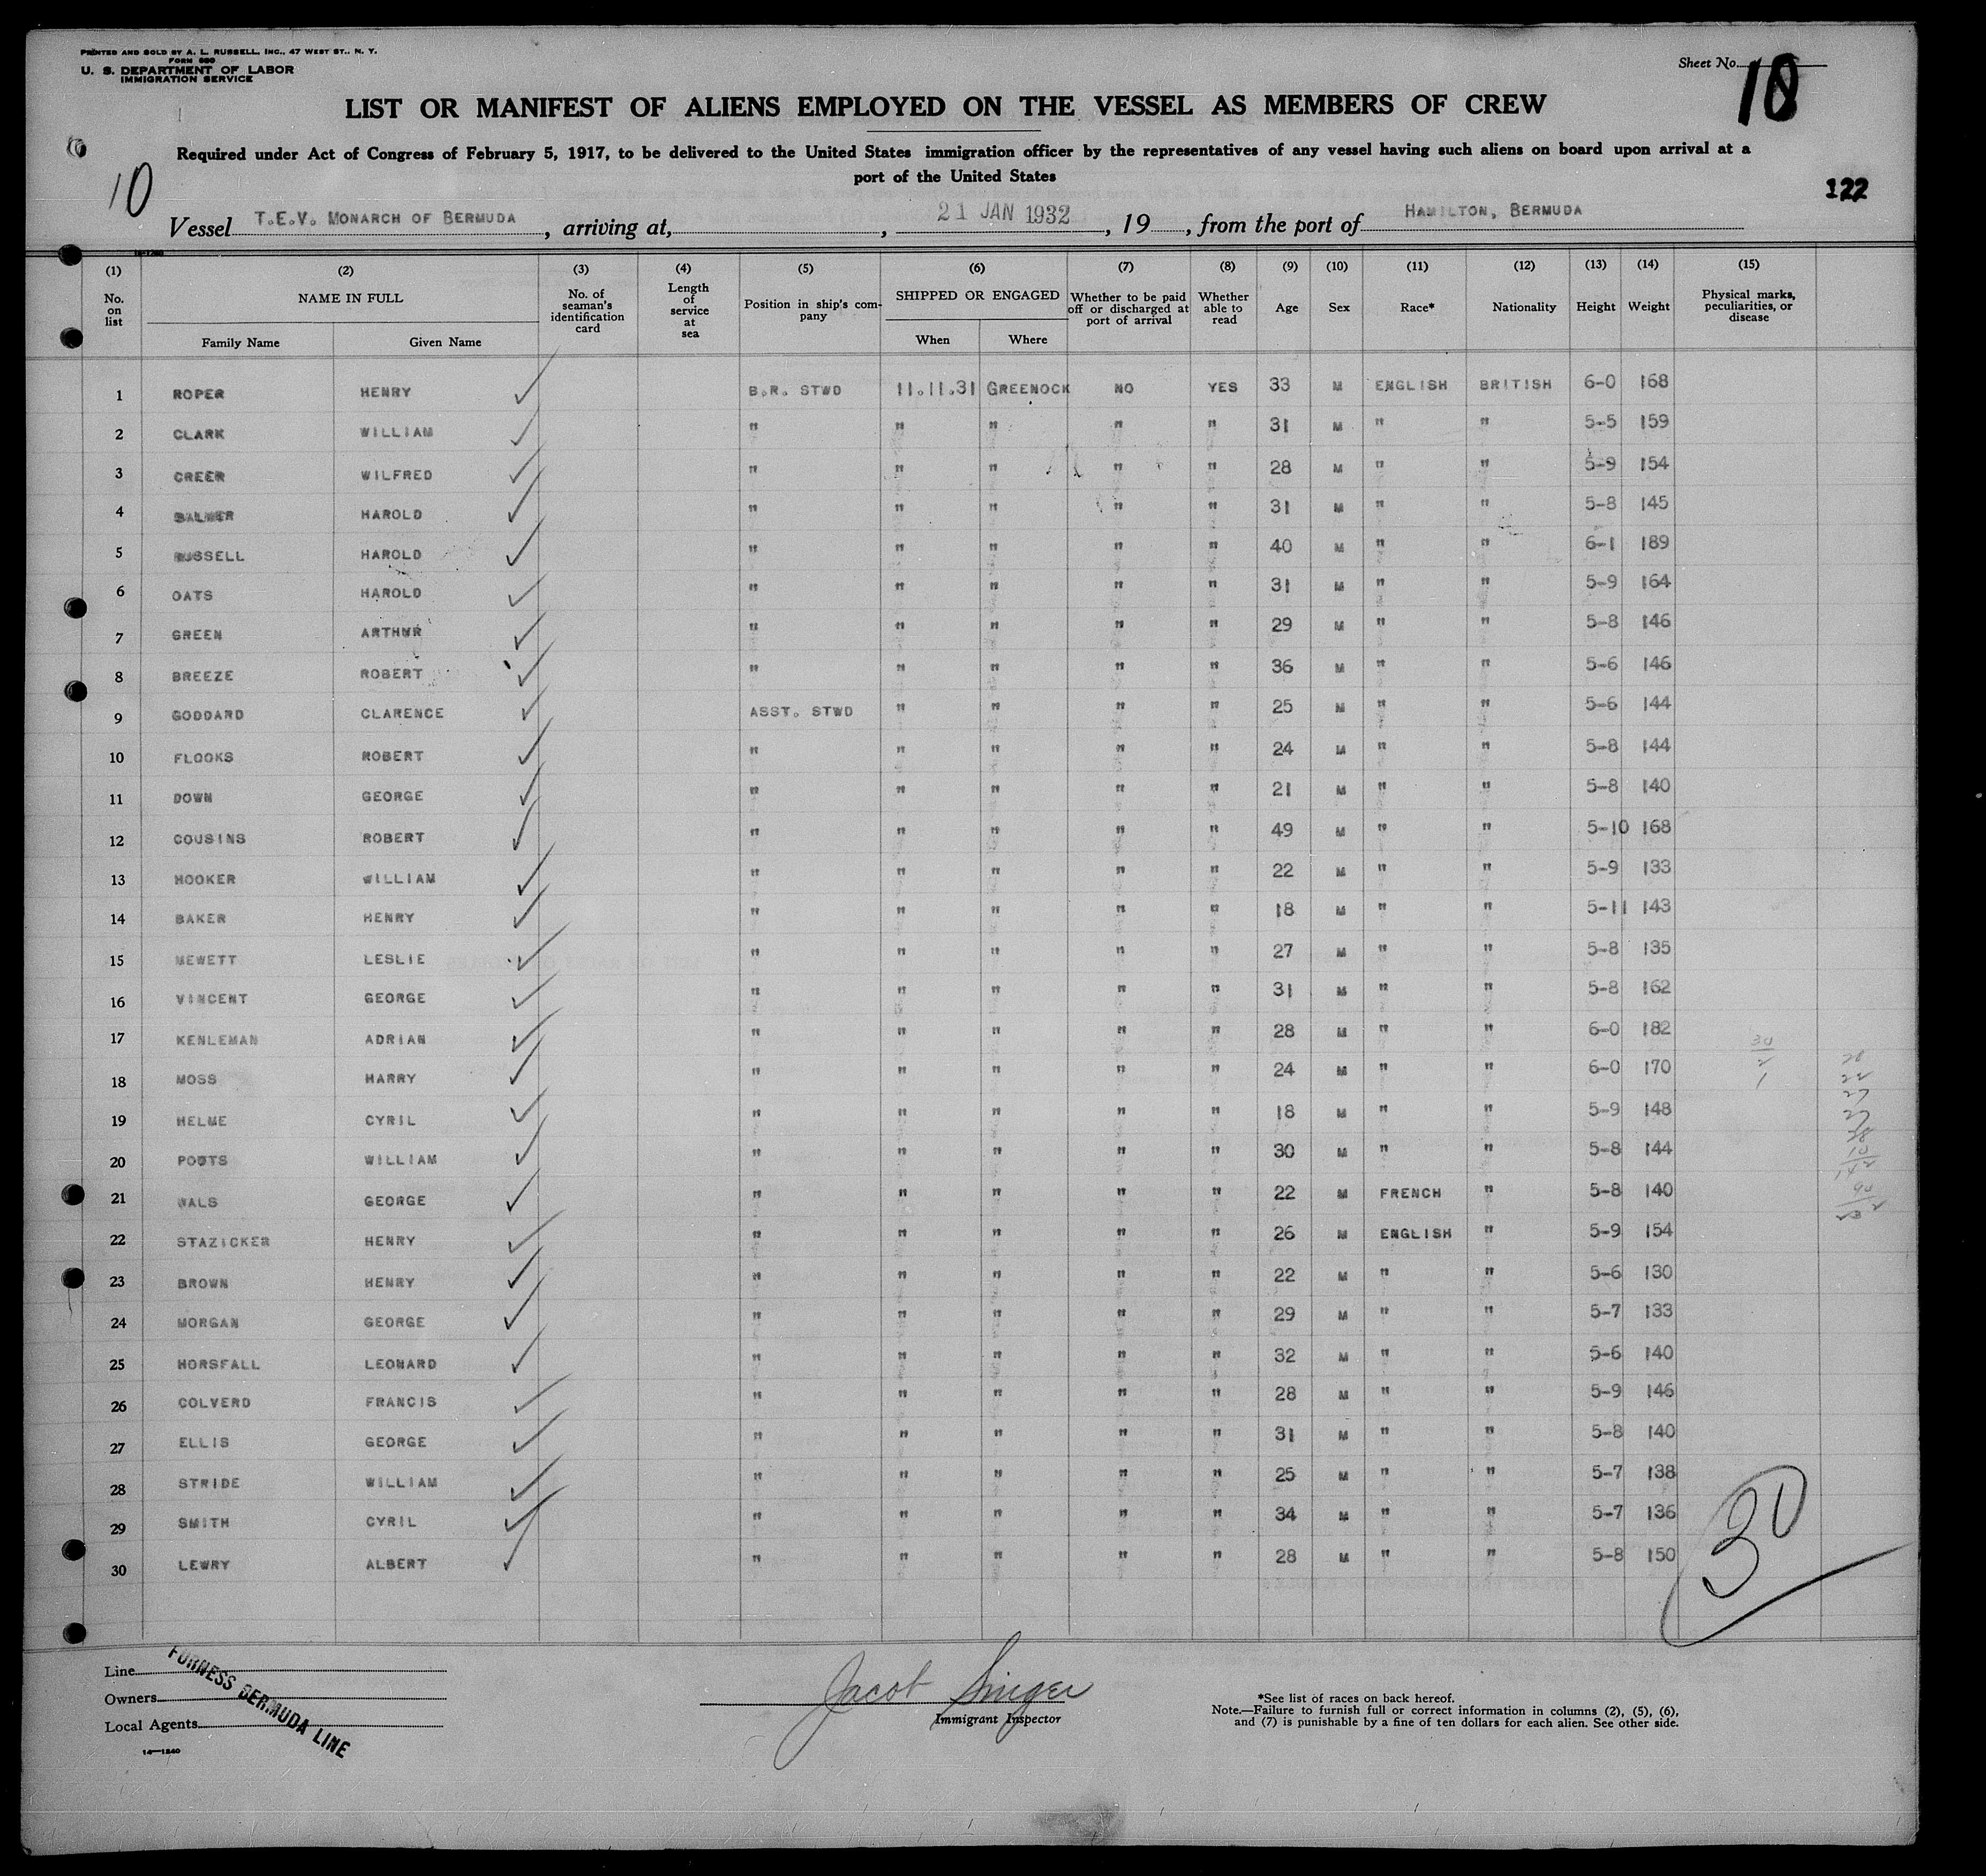 PRINTED AND SOLD BY A. L. RUSSELL, INC., 47 WEST ST., N. Y.
FORM 680
U. S. DEPARTMENT OF LABOR
IMMIGRATION SERVICE
Sheet No. 10
LIST OR MANIFEST OF ALIENS EMPLOYED ON THE VESSEL AS MEMBERS OF CREW
Required under Act of Congress of February 5, 1917, to be delivered to the United States immigration officer by the representatives of any vessel having such aliens on board upon arrival at a
port of the United States
10
122
Vessel T.E.V. MONARCH OF BERMUDA, arriving at, , 21 JAN 1932, 19 , from the port of HAMILTON, BERMUDA
(1) (2) (3) (4) (5) (6) (7) (8) (9) (10) (11) (12) (13) (14) (15)
No. on list NAME IN FULL Family Name Given Name No. of seaman's identification card Length of service at sea Position in ship's company SHIPPED OR ENGAGED When Where Whether to be paid off or discharged at port of arrival Whether able to read Age Sex Race* Nationality Height Weight Physical marks, peculiarities, or disease
1 ROPER HENRY ✓ B.R. STWD 11.11.31 GREENOCK NO YES 33 M ENGLISH BRITISH 6-0 168
2 CLARK WILLIAM ✓ " " " " " 31 M " " 5-5 159
3 CREER WILFRED ✓ " " " " " 28 M " " 5-9 154
4 BALMER HAROLD ✓ " " " " " 31 M " " 5-8 145
5 RUSSELL HAROLD ✓ " " " " " 40 M " " 6-1 189
6 OATS HAROLD ✓ " " " " " 31 M " " 5-9 164
7 GREEN ARTHUR ✓ " " " " " 29 M " " 5-8 146
8 BREEZE ROBERT ✓ " " " " " 36 M " " 5-6 146
9 GODDARD CLARENCE ✓ ASST. STWD " " " " 25 M " " 5-6 144
10 FLOOKS ROBERT ✓ " " " " " 24 M " " 5-8 144
11 DOWN GEORGE ✓ " " " " " 21 M " " 5-8 140
12 COUSINS ROBERT ✓ " " " " " 49 M " " 5-10 168
13 HOOKER WILLIAM ✓ " " " " " 22 M " " 5-9 133
14 BAKER HENRY ✓ " " " " " 18 M " " 5-11 143
15 MEWETT LESLIE ✓ " " " " " 27 M " " 5-8 135
16 VINCENT GEORGE ✓ " " " " " 31 M " " 5-8 162
17 KENLEMAN ADRIAN ✓ " " " " " 28 M " " 6-0 182
18 MOSS HARRY ✓ " " " " " 24 M " " 6-0 170
19 HELME CYRIL ✓ " " " " " 18 M " " 5-9 148
20 POUTS WILLIAM ✓ " " " " " 30 M " " 5-8 144
21 WALS GEORGE ✓ " " " " " 22 M FRENCH " 5-8 140
22 STAZICKER HENRY ✓ " " " " " 26 M ENGLISH " 5-9 154
23 BROWN HENRY ✓ " " " " " 22 M " " 5-6 130
24 MORGAN GEORGE ✓ " " " " " 29 M " " 5-7 133
25 HORSFALL LEONARD ✓ " " " " " 32 M " " 5-6 140
26 COLVERD FRANCIS ✓ " " " " " 28 M " " 5-9 146
27 ELLIS GEORGE ✓ " " " " " 31 M " " 5-8 140
28 STRIDE WILLIAM ✓ " " " " " 25 M " " 5-7 138
29 SMITH CYRIL ✓ " " " " " 34 M " " 5-7 136
30 LEWRY ALBERT ✓ " " " " " 28 M " " 5-8 150
30
Line
Owners
Local Agents
FURNESS BERMUDA LINE
14—1240
Jacob Singer
Immigrant Inspector
*See list of races on back hereof.
Note.—Failure to furnish full or correct information in columns (2), (5), (6),
and (7) is punishable by a fine of ten dollars for each alien. See other side.